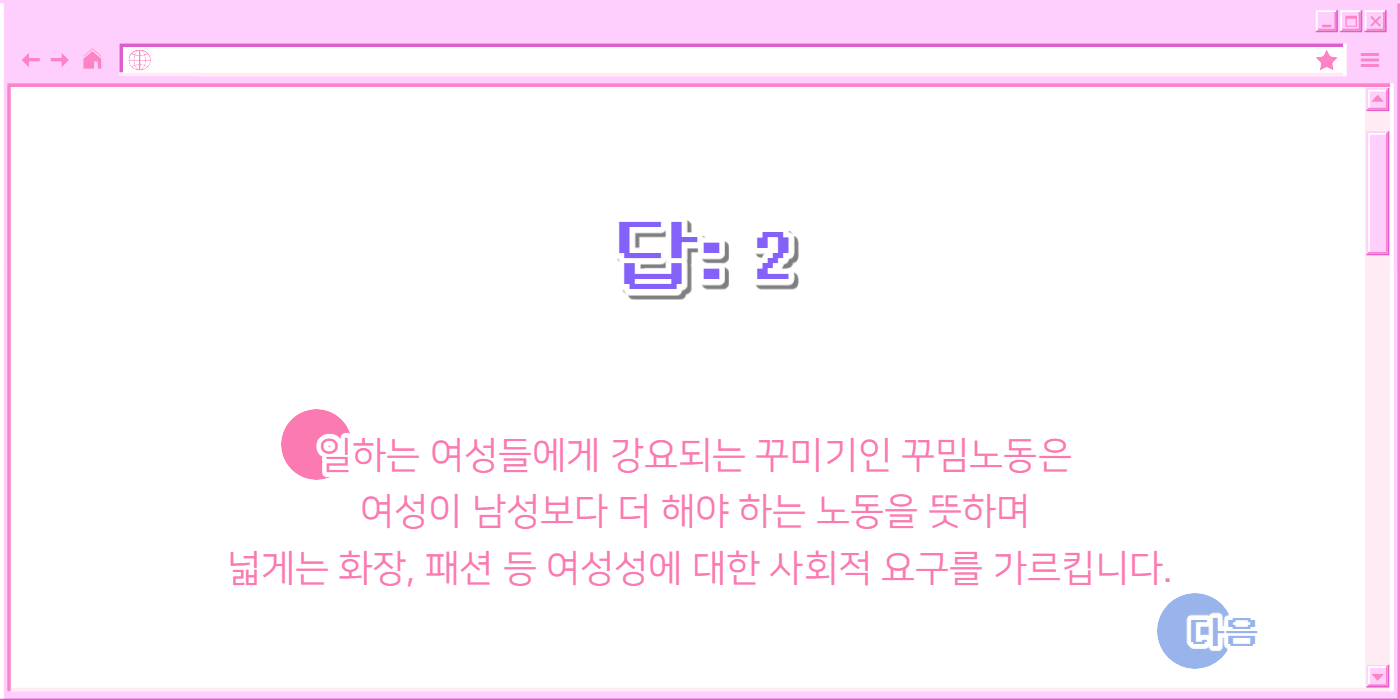 답: 2
일하는 여성들에게 강요되는 꾸미기인 꾸밈노동은
여성이 남성보다 더 해야 하는 노동을 뜻하며
넓게는 화장, 패션 등 여성성에 대한 사회적 요구를 가르킵니다.
다음